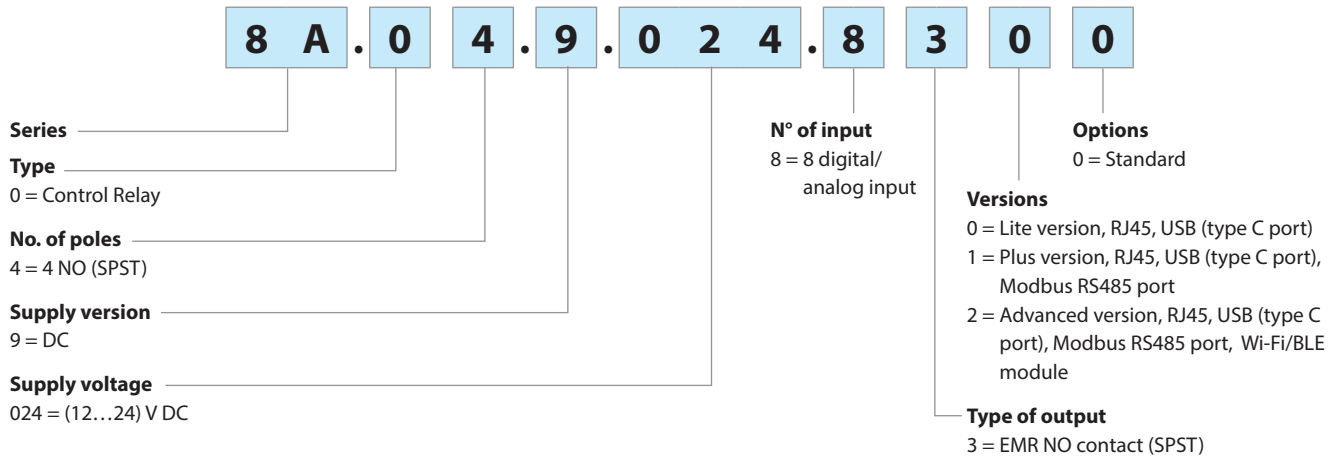 8 A . 0 4 . 9 . 0 2 4 . 8 3 0 0
Series
Type
0 = Control Relay
No. of poles
4 = 4 NO (SPST)
Supply version
9 = DC
Supply voltage
024 = (12…24) V DC
N° of input
8 = 8 digital/
analog input
Options
0 = Standard
Versions
0 = Lite version, RJ45, USB (type C port)
1 = Plus version, RJ45, USB (type C port),
Modbus RS485 port
2 = Advanced version, RJ45, USB (type C
port), Modbus RS485 port, Wi-Fi/BLE
module
Type of output
3 = EMR NO contact (SPST)